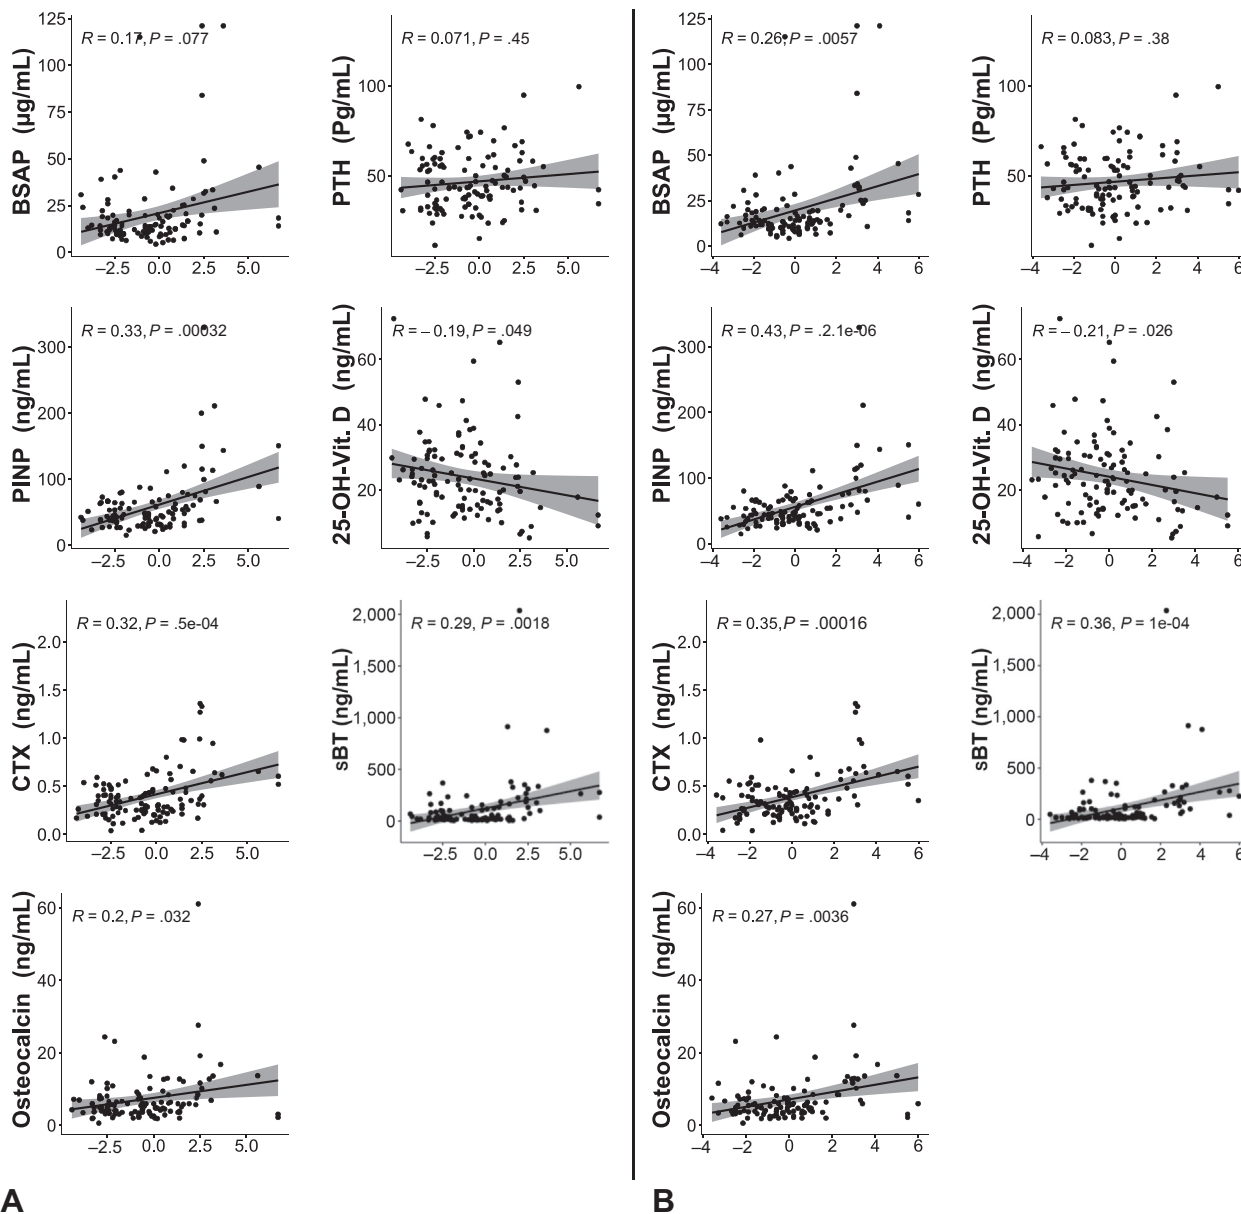 BSAP (µg/mL)
125
100
75
50
25
0
R = 0.17, P = .077
−2.5 0.0 2.5 5.0
PTH (Pg/mL)
100
50
R = 0.071, P = .45
−2.5 0.0 2.5 5.0
PINP (ng/mL)
300
200
100
0
R = 0.33, P = .00032
−2.5 0.0 2.5 5.0
25-OH-Vit. D (ng/mL)
60
40
20
R = − 0.19, P = .049
−2.5 0.0 2.5 5.0
CTX (ng/mL)
2.0
1.5
1.0
0.5
0.0
R = 0.32, P = .5e-04
−2.5 0.0 2.5 5.0
sBT (ng/mL)
2,000
1,500
1,000
500
0
R = 0.29, P = .0018
−2.5 0.0 2.5 5.0
Osteocalcin (ng/mL)
60
40
20
0
R = 0.2, P = .032
−2.5 0.0 2.5 5.0
A
BSAP (µg/mL)
125
100
75
50
25
0
R = 0.26, P = .0057
−4 −2 0 2 4 6
PTH (Pg/mL)
100
50
R = 0.083, P = .38
−4 −2 0 2 4 6
PINP (ng/mL)
300
200
100
0
R = 0.43, P = .2.1e-06
−4 −2 0 2 4 6
25-OH-Vit. D (ng/mL)
60
40
20
R = − 0.21, P = .026
−4 −2 0 2 4 6
CTX (ng/mL)
2.0
1.5
1.0
0.5
0.0
R = 0.35, P = .00016
−4 −2 0 2 4 6
sBT (ng/mL)
2,000
1,500
1,000
500
0
R = 0.36, P = 1e-04
−4 −2 0 2 4 6
Osteocalcin (ng/mL)
60
40
20
0
R = 0.27, P = .0036
−4 −2 0 2 4 6
B